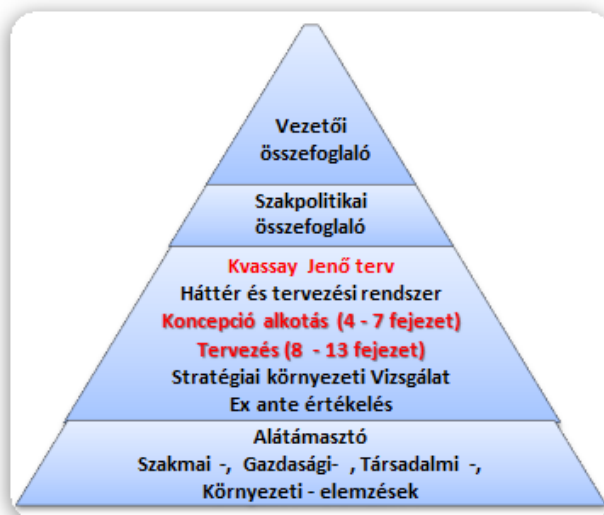 Vezetői
összefoglaló
Szakpolitikai
összefoglaló
Kvassay Jenő terv
Háttér és tervezési rendszer
Koncepció alkotás (4 - 7 fejezet)
Tervezés (8 - 13 fejezet)
Stratégiai környezeti Vizsgálat
Ex ante értékelés
Alátámasztó
Szakmai -, Gazdasági- , Társadalmi -,
Környezeti - elemzések